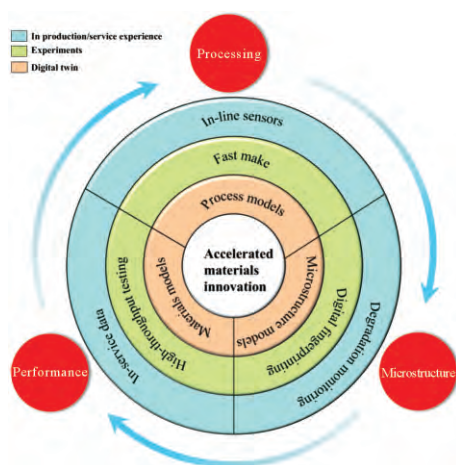 In production/service experience
Experiments
Digital twin
Processing
In-line sensors
Fast make
Process models
Accelerated
materials
innovation
Materials models
Microstructure models
High-throughput testing
Digital fingerprinting
In-service data
Degradation monitoring
Performance
Microstructure